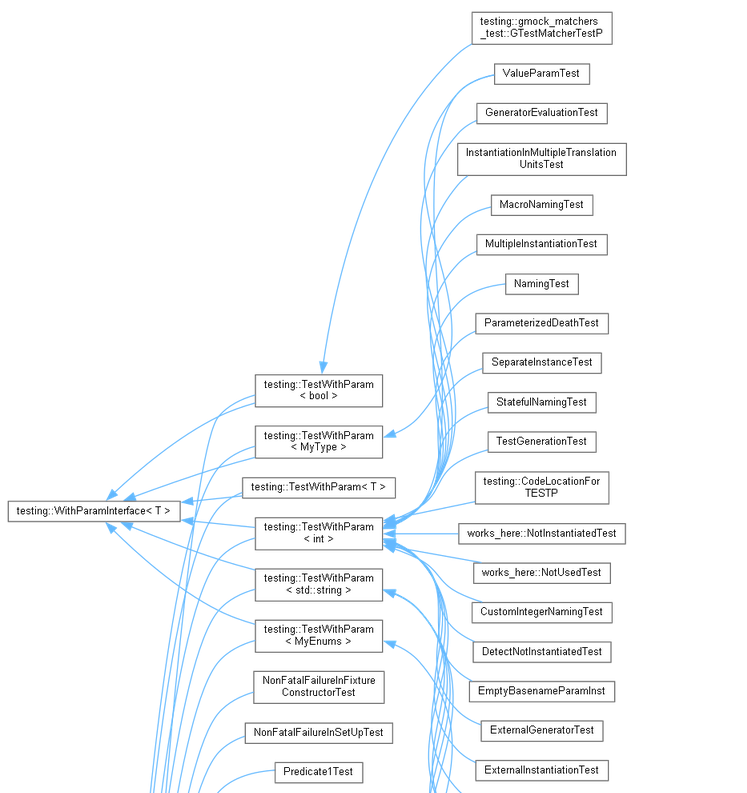 testing::gmock_matchers
_test::GTestMatcherTestP
ValueParamTest
GeneratorEvaluationTest
InstantiationInMultipleTranslation
UnitsTest
MacroNamingTest
MultipleInstantiationTest
NamingTest
ParameterizedDeathTest
SeparateInstanceTest
StatefulNamingTest
TestGenerationTest
testing::CodeLocationFor
TESTP
works_here::NotInstantiatedTest
works_here::NotUsedTest
CustomIntegerNamingTest
DetectNotInstantiatedTest
EmptyBasenameParamInst
ExternalGeneratorTest
ExternalInstantiationTest
testing::TestWithParam
< bool >
testing::TestWithParam
< MyType >
testing::TestWithParam< T >
testing::WithParamInterface< T >
testing::TestWithParam
< int >
testing::TestWithParam
< std::string >
testing::TestWithParam
< MyEnums >
NonFatalFailureInFixture
ConstructorTest
NonFatalFailureInSetUpTest
Predicate1Test